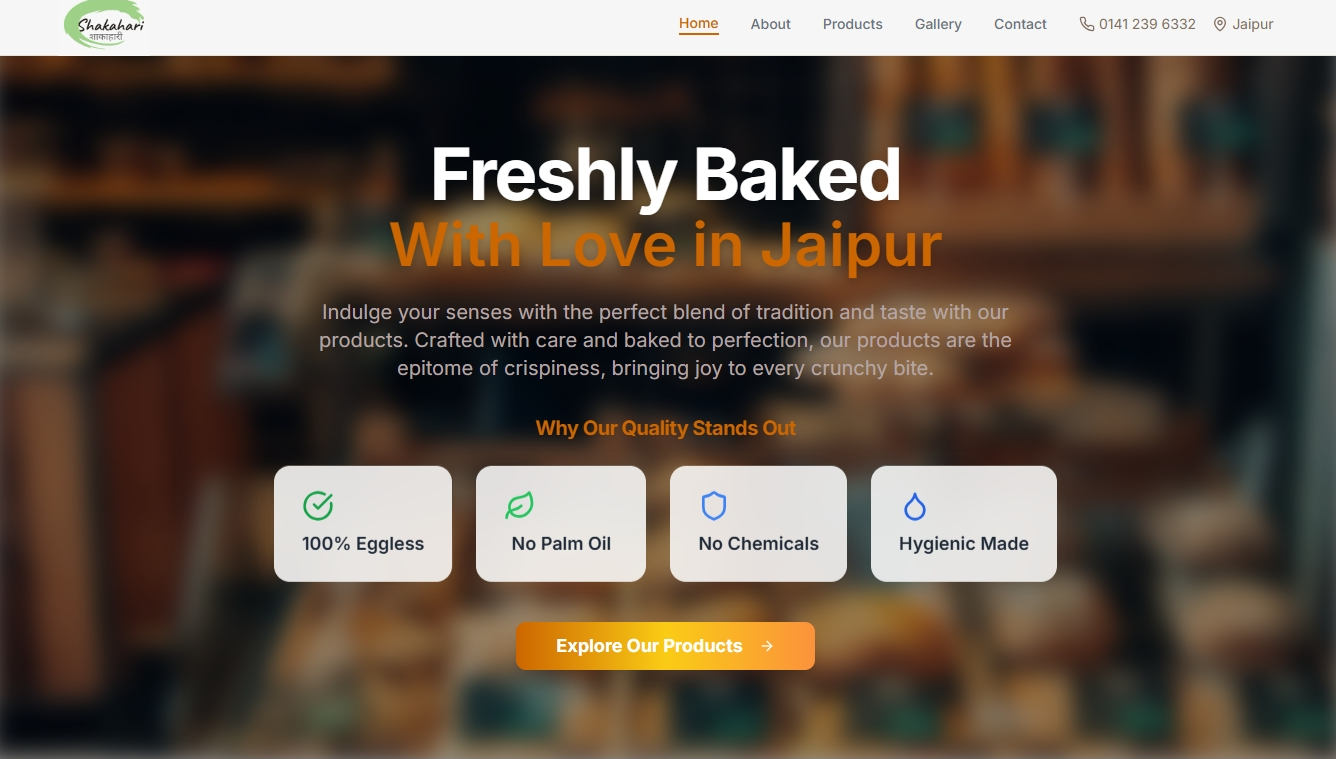 Shakahari
शाकाहारी
Home About Products Gallery Contact 0141 239 6332 Jaipur
Freshly Baked
With Love in Jaipur
Indulge your senses with the perfect blend of tradition and taste with our
products. Crafted with care and baked to perfection, our products are the
epitome of crispiness, bringing joy to every crunchy bite.
Why Our Quality Stands Out
100% Eggless No Palm Oil No Chemicals Hygienic Made
Explore Our Products